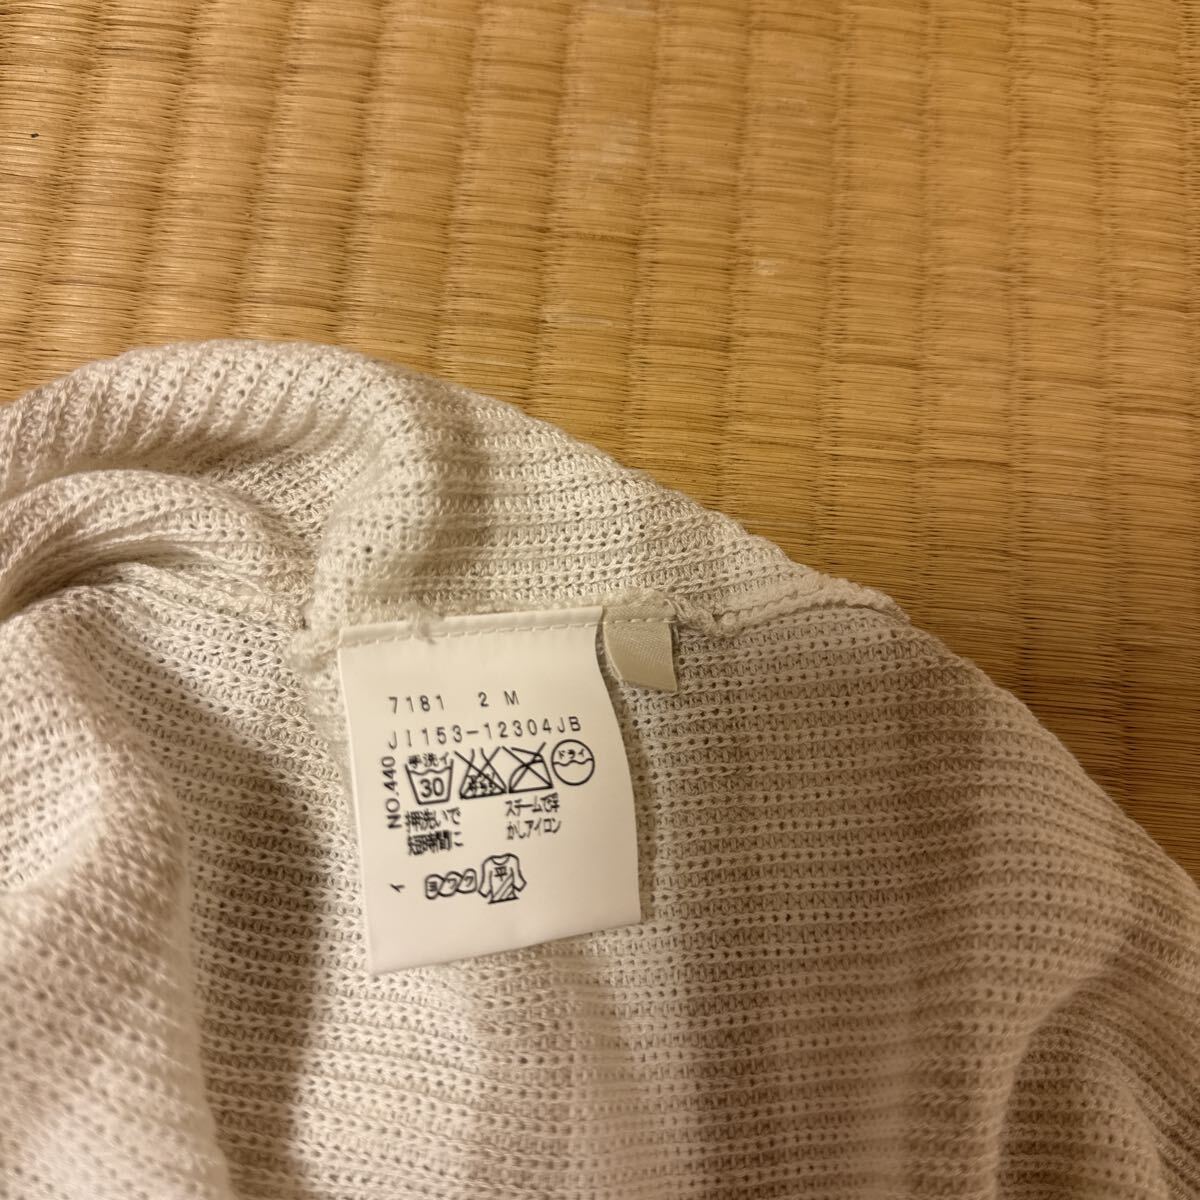 7181 2 M
JI153-12304JB
NO.440
手洗イ
30
ドライ
押洗いで
短時間に
スチームで浮
かしアイロン
イ
ヨワク
平